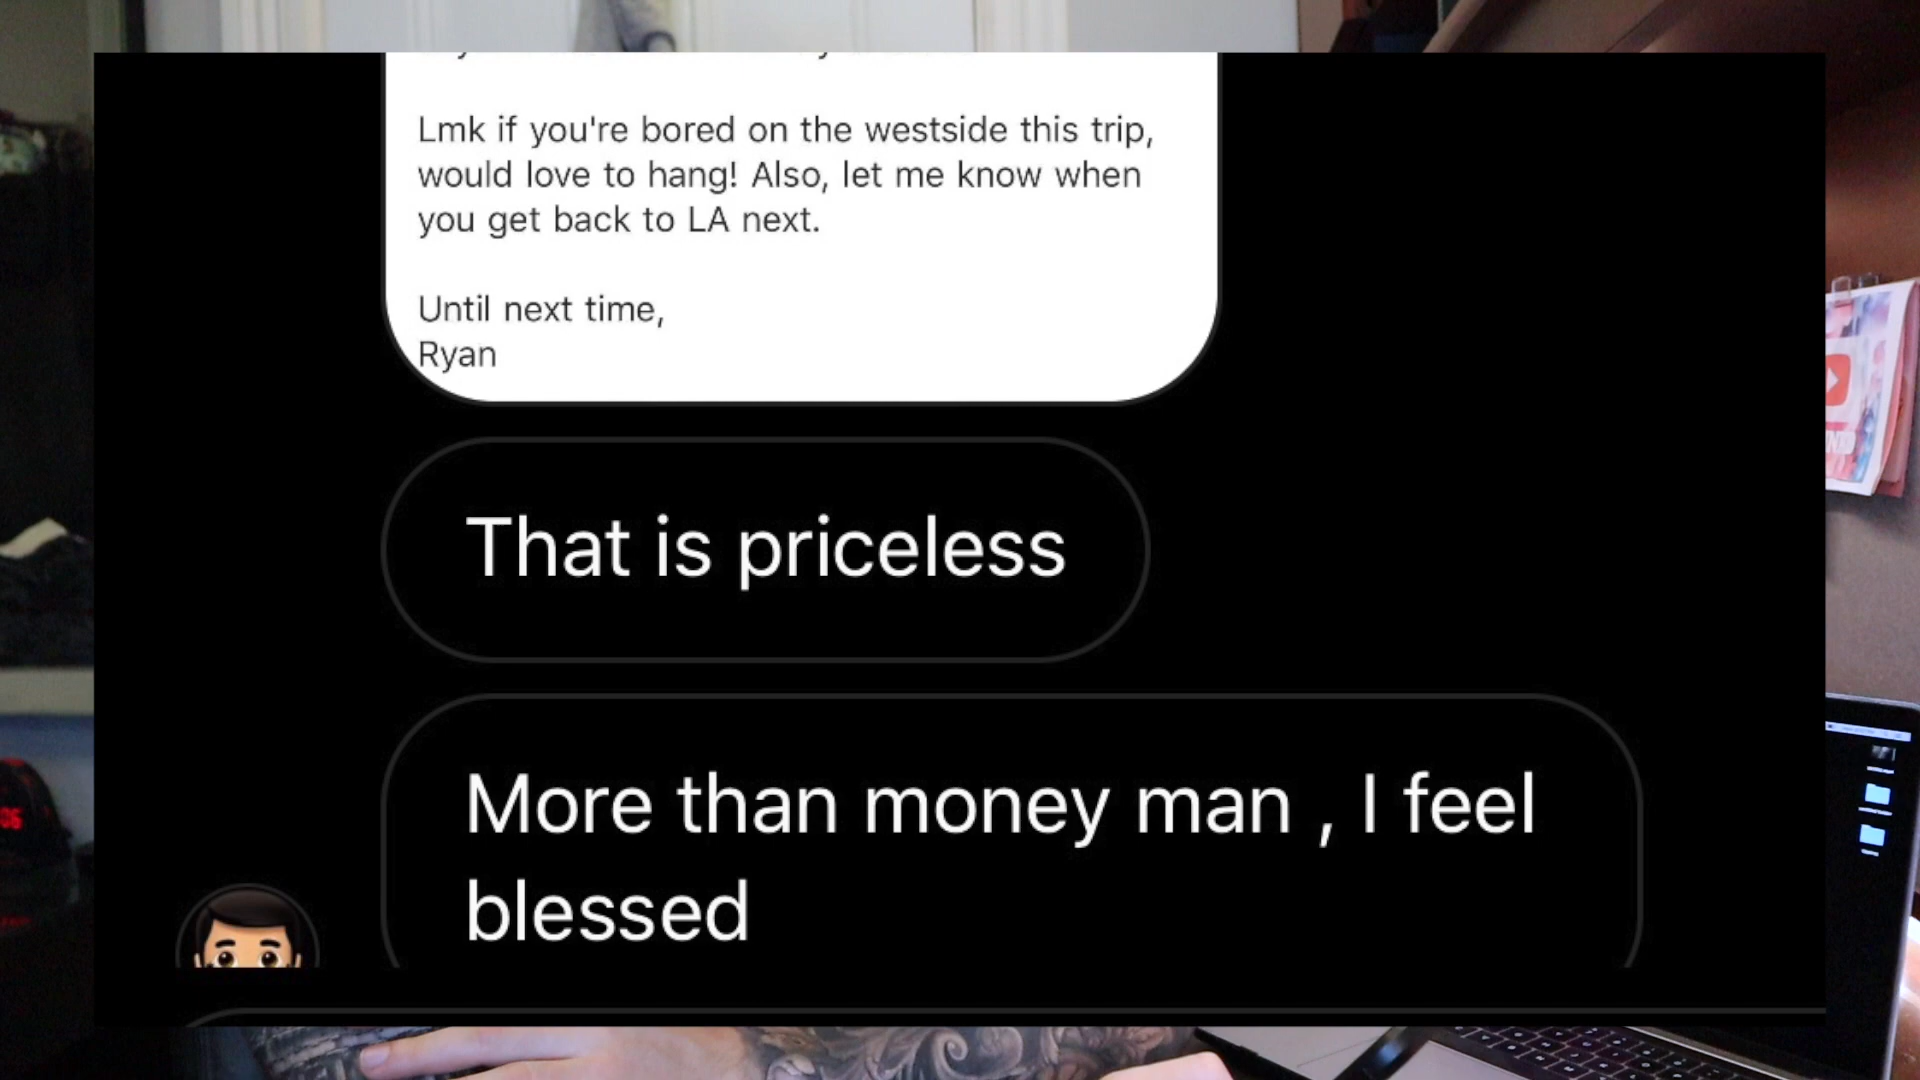 Lmk if you're bored on the westside this trip,
would love to hang! Also, let me know when
you get back to LA next.
Until next time,
Ryan
That is priceless
More than money man , I feel
blessed